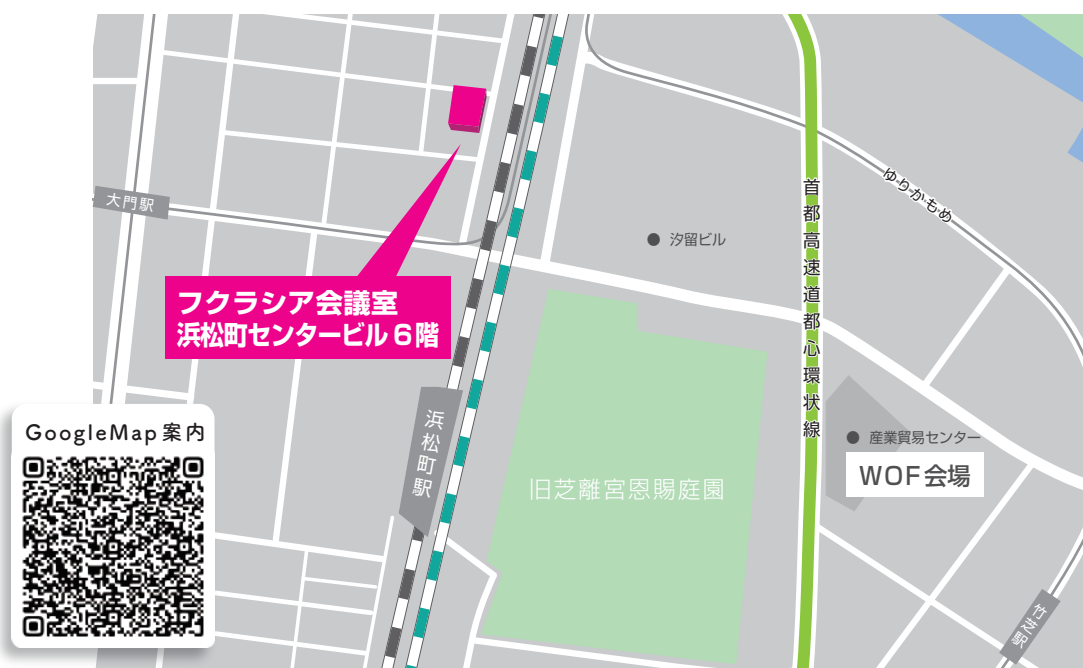 大門駅
フクラシア会議室
浜松町センタービル6階
汐留ビル
首都高速道都心環状線
ゆりかもめ
GoogleMap案内
浜松町駅
旧芝離宮恩賜庭園
産業貿易センター
WOF会場
竹芝駅